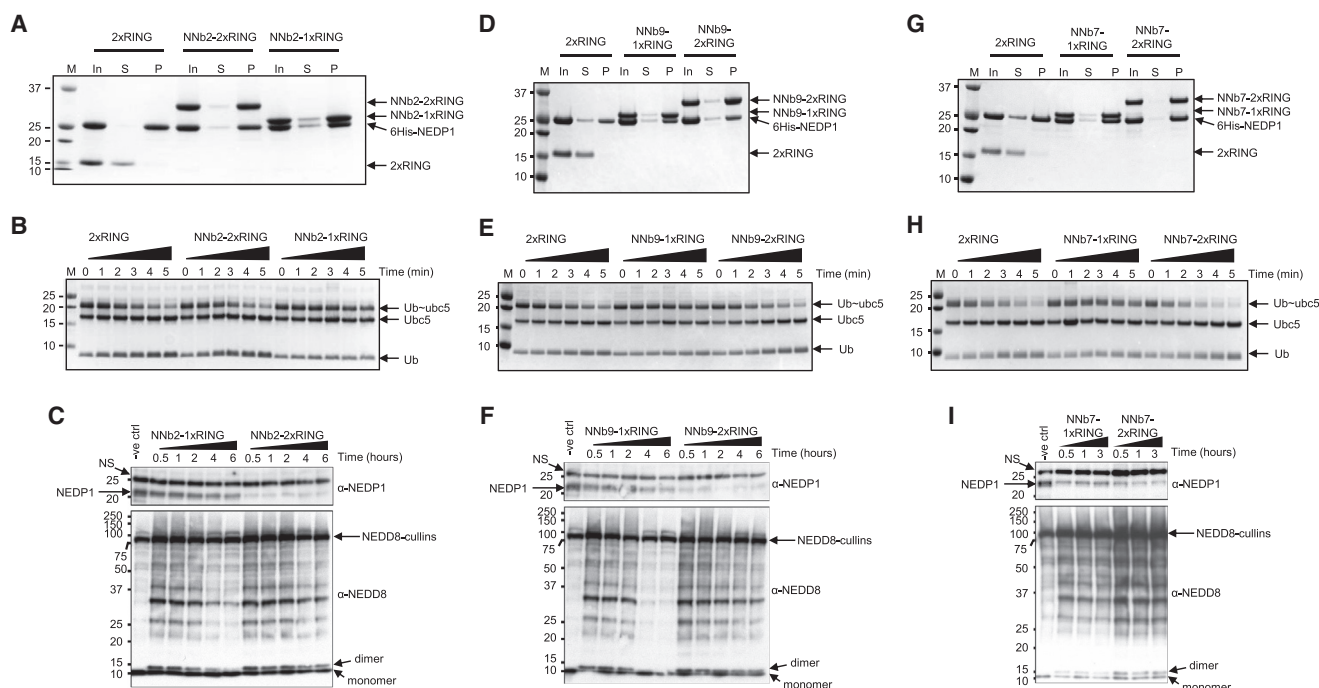 A
2xRING
NNb2-2xRING
NNb2-1xRING
M In S P In S P In S P
37
25
15
10
NNb2-2xRING
NNb2-1xRING
6His-NEDP1
2xRING
B
2xRING NNb2-2xRING NNb2-1xRING
M 0 1 2 3 4 5 0 1 2 3 4 5 0 1 2 3 4 5 Time (min)
25
20
15
10
Ub~ubc5
Ubc5
Ub
C
-ve ctrl
NNb2-1xRING NNb2-2xRING
0.5 1 2 4 6 0.5 1 2 4 6 Time (hours)
NS
NEDP1
25
20
α-NEDP1
250
150
100
75
50
37
25
20
15
10
NEDD8-cullins
α-NEDD8
dimer
monomer
D
2xRING
NNb9-
1xRING
NNb9-
2xRING
M In S P In S P In S P
37
25
20
15
10
NNb9-2xRING
NNb9-1xRING
6His-NEDP1
2xRING
E
2xRING NNb9-1xRING NNb9-2xRING
M 0 1 2 3 4 5 0 1 2 3 4 5 0 1 2 3 4 5 Time (min)
25
20
15
10
Ub~ubc5
Ubc5
Ub
F
-ve ctrl
NNb9-1xRING NNb9-2xRING
0.5 1 2 4 6 0.5 1 2 4 6 Time (hours)
NS
NEDP1
25
20
α-NEDP1
250
150
100
75
50
37
25
20
15
10
NEDD8-cullins
α-NEDD8
dimer
monomer
G
2xRING
NNb7-
1xRING
NNb7-
2xRING
M In S P In S P In S P
37
25
20
15
10
NNb7-2xRING
NNb7-1xRING
6His-NEDP1
2xRING
H
2xRING NNb7-1xRING NNb7-2xRING
M 0 1 2 3 4 5 0 1 2 3 4 5 0 1 2 3 4 5 Time (min)
25
20
15
10
Ub~ubc5
Ubc5
Ub
I
-ve ctrl
NNb7-
1xRING
NNb7-
2xRING
0.5 1 3 0.5 1 3 Time (hours)
NS
NEDP1
25
20
α-NEDP1
250
150
100
75
50
37
25
20
15
10
NEDD8-cullins
α-NEDD8
dimer
monomer